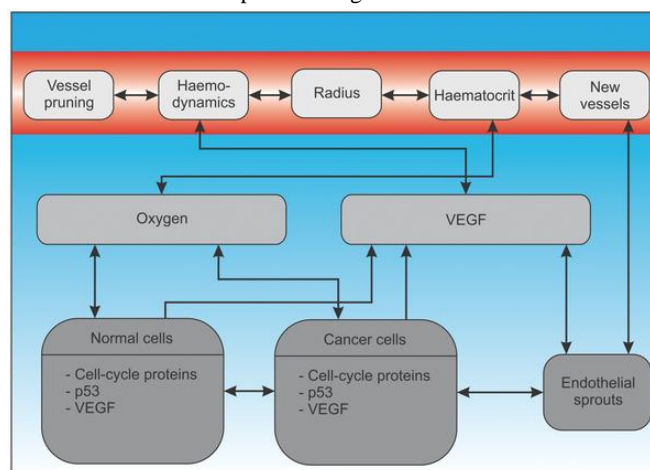 Vessel
pruning
Haemo-
dynamics
Radius
Haematocrit
New
vessels
Oxygen
VEGF
Normal cells
- Cell-cycle proteins
- p53
- VEGF
Cancer cells
- Cell-cycle proteins
- p53
- VEGF
Endothelial
sprouts